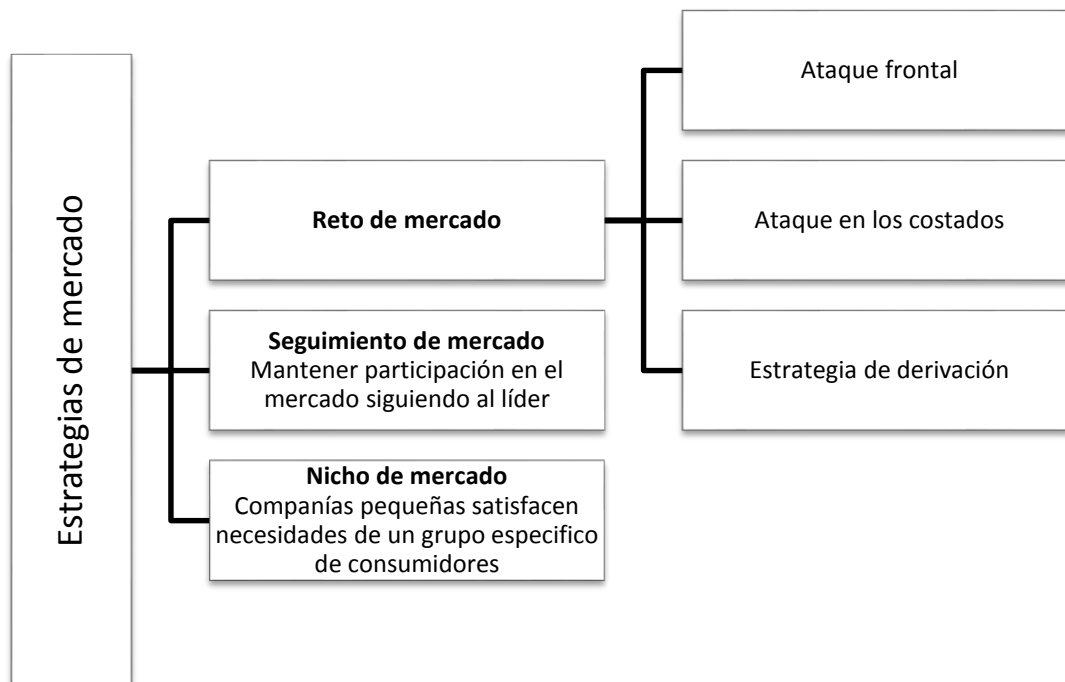 Estrategias de mercado
Reto de mercado
Seguimiento de mercado
Mantener participación en el
mercado siguiendo al líder
Nicho de mercado
Companías pequeñas satisfacen
necesidades de un grupo especifico
de consumidores
Ataque frontal
Ataque en los costados
Estrategia de derivación